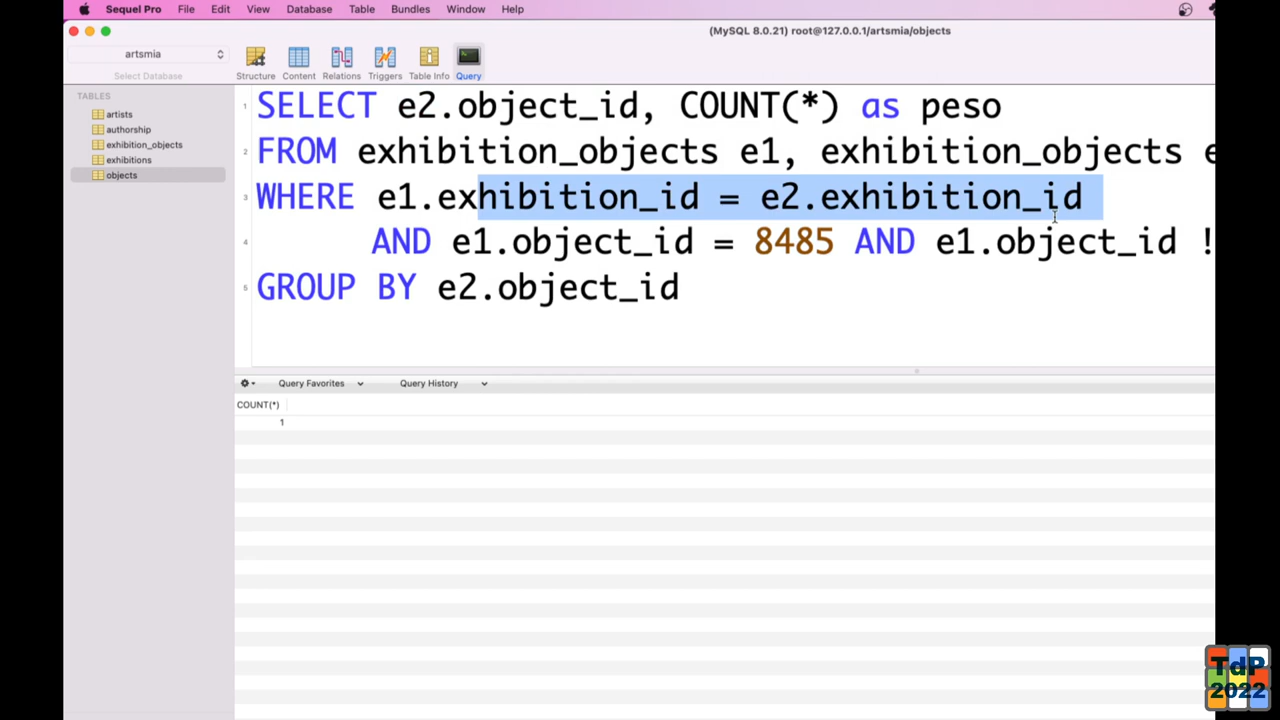 Sequel Pro File Edit View Database Table Bundles Window Help
(MySQL 8.0.21) root@127.0.0.1/artsmia/objects
artsmia
Select Database
Structure Content Relations Triggers Table Info Query
TABLES
artists
authorship
exhibition_objects
exhibitions
objects
1 SELECT e2.object_id, COUNT(*) as peso
2 FROM exhibition_objects e1, exhibition_objects e
3 WHERE e1.exhibition_id = e2.exhibition_id
4 AND e1.object_id = 8485 AND e1.object_id !
5 GROUP BY e2.object_id
Query Favorites Query History
COUNT(*)
1
TdP
2022